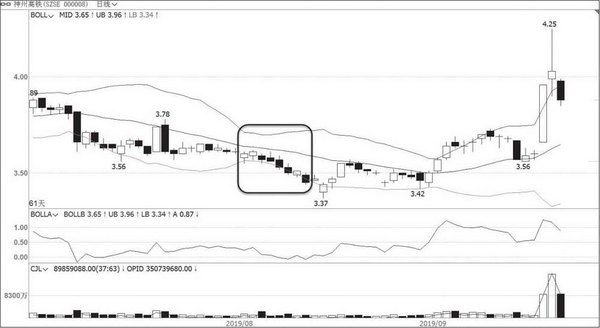 神州高铁(SZSE 000008) 日线
BOLL MID 3.65↑ UB 3.96↑ LB 3.34↑
4.25
4.00
89
3.78
3.56
3.56
3.50
3.42
3.37
61天
BOLLA BOLLB 3.65↑ UB 3.96↑ LB 3.34↑ A 0.87↓
1.00
0.50
0.00
CJL 89859088.00(37:63)↓ OPID 350739680.00↓
8300万
2019/08
2019/09